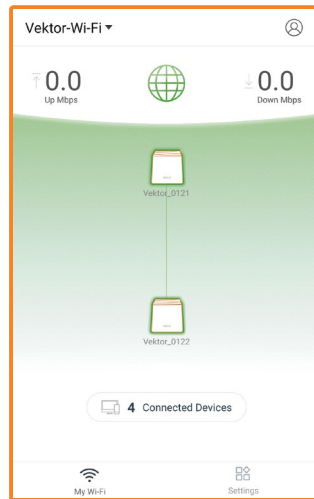 Vektor-Wi-Fi
0.0
Up Mbps
0.0
Down Mbps
Vektor_0121
Vektor_0122
4 Connected Devices
My Wi-Fi
Settings